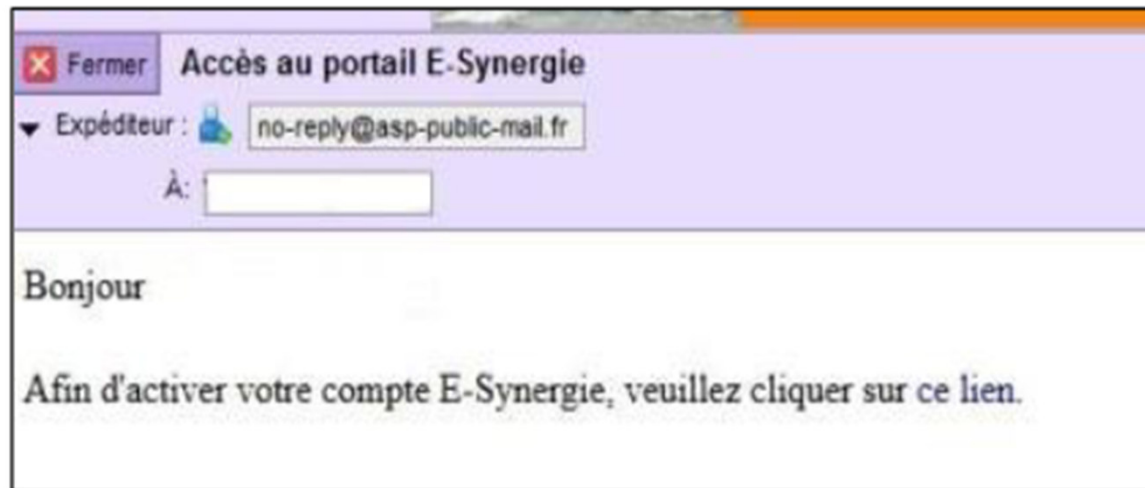 Fermer Accès au portail E-Synergie
Expéditeur : no-reply@asp-public-mail.fr
À:
Bonjour
Afin d'activer votre compte E-Synergie, veuillez cliquer sur ce lien.